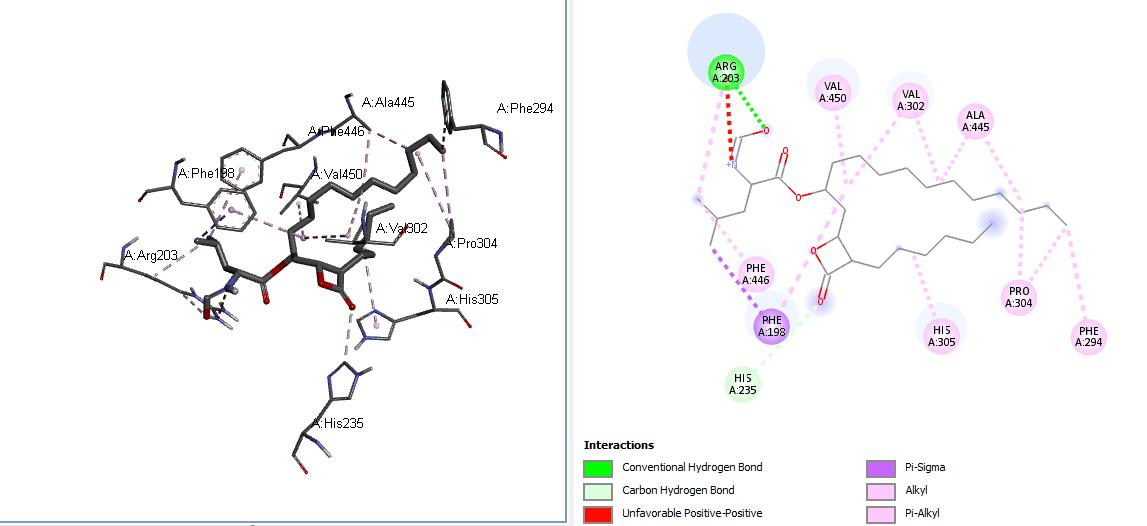 A:Ala445
A:Phe294
A:Phe446
A:Phe198
A:Val450
A:Val302
A:Pro304
A:Arg203
A:His305
A:His235
ARG
A:203
VAL
A:450
VAL
A:302
ALA
A:445
O
O
N
+
O
O
O
PHE
A:446
PHE
A:198
PRO
A:304
HIS
A:305
PHE
A:294
HIS
A:235
Interactions
Conventional Hydrogen Bond
Carbon Hydrogen Bond
Unfavorable Positive-Positive
Pi-Sigma
Alkyl
Pi-Alkyl